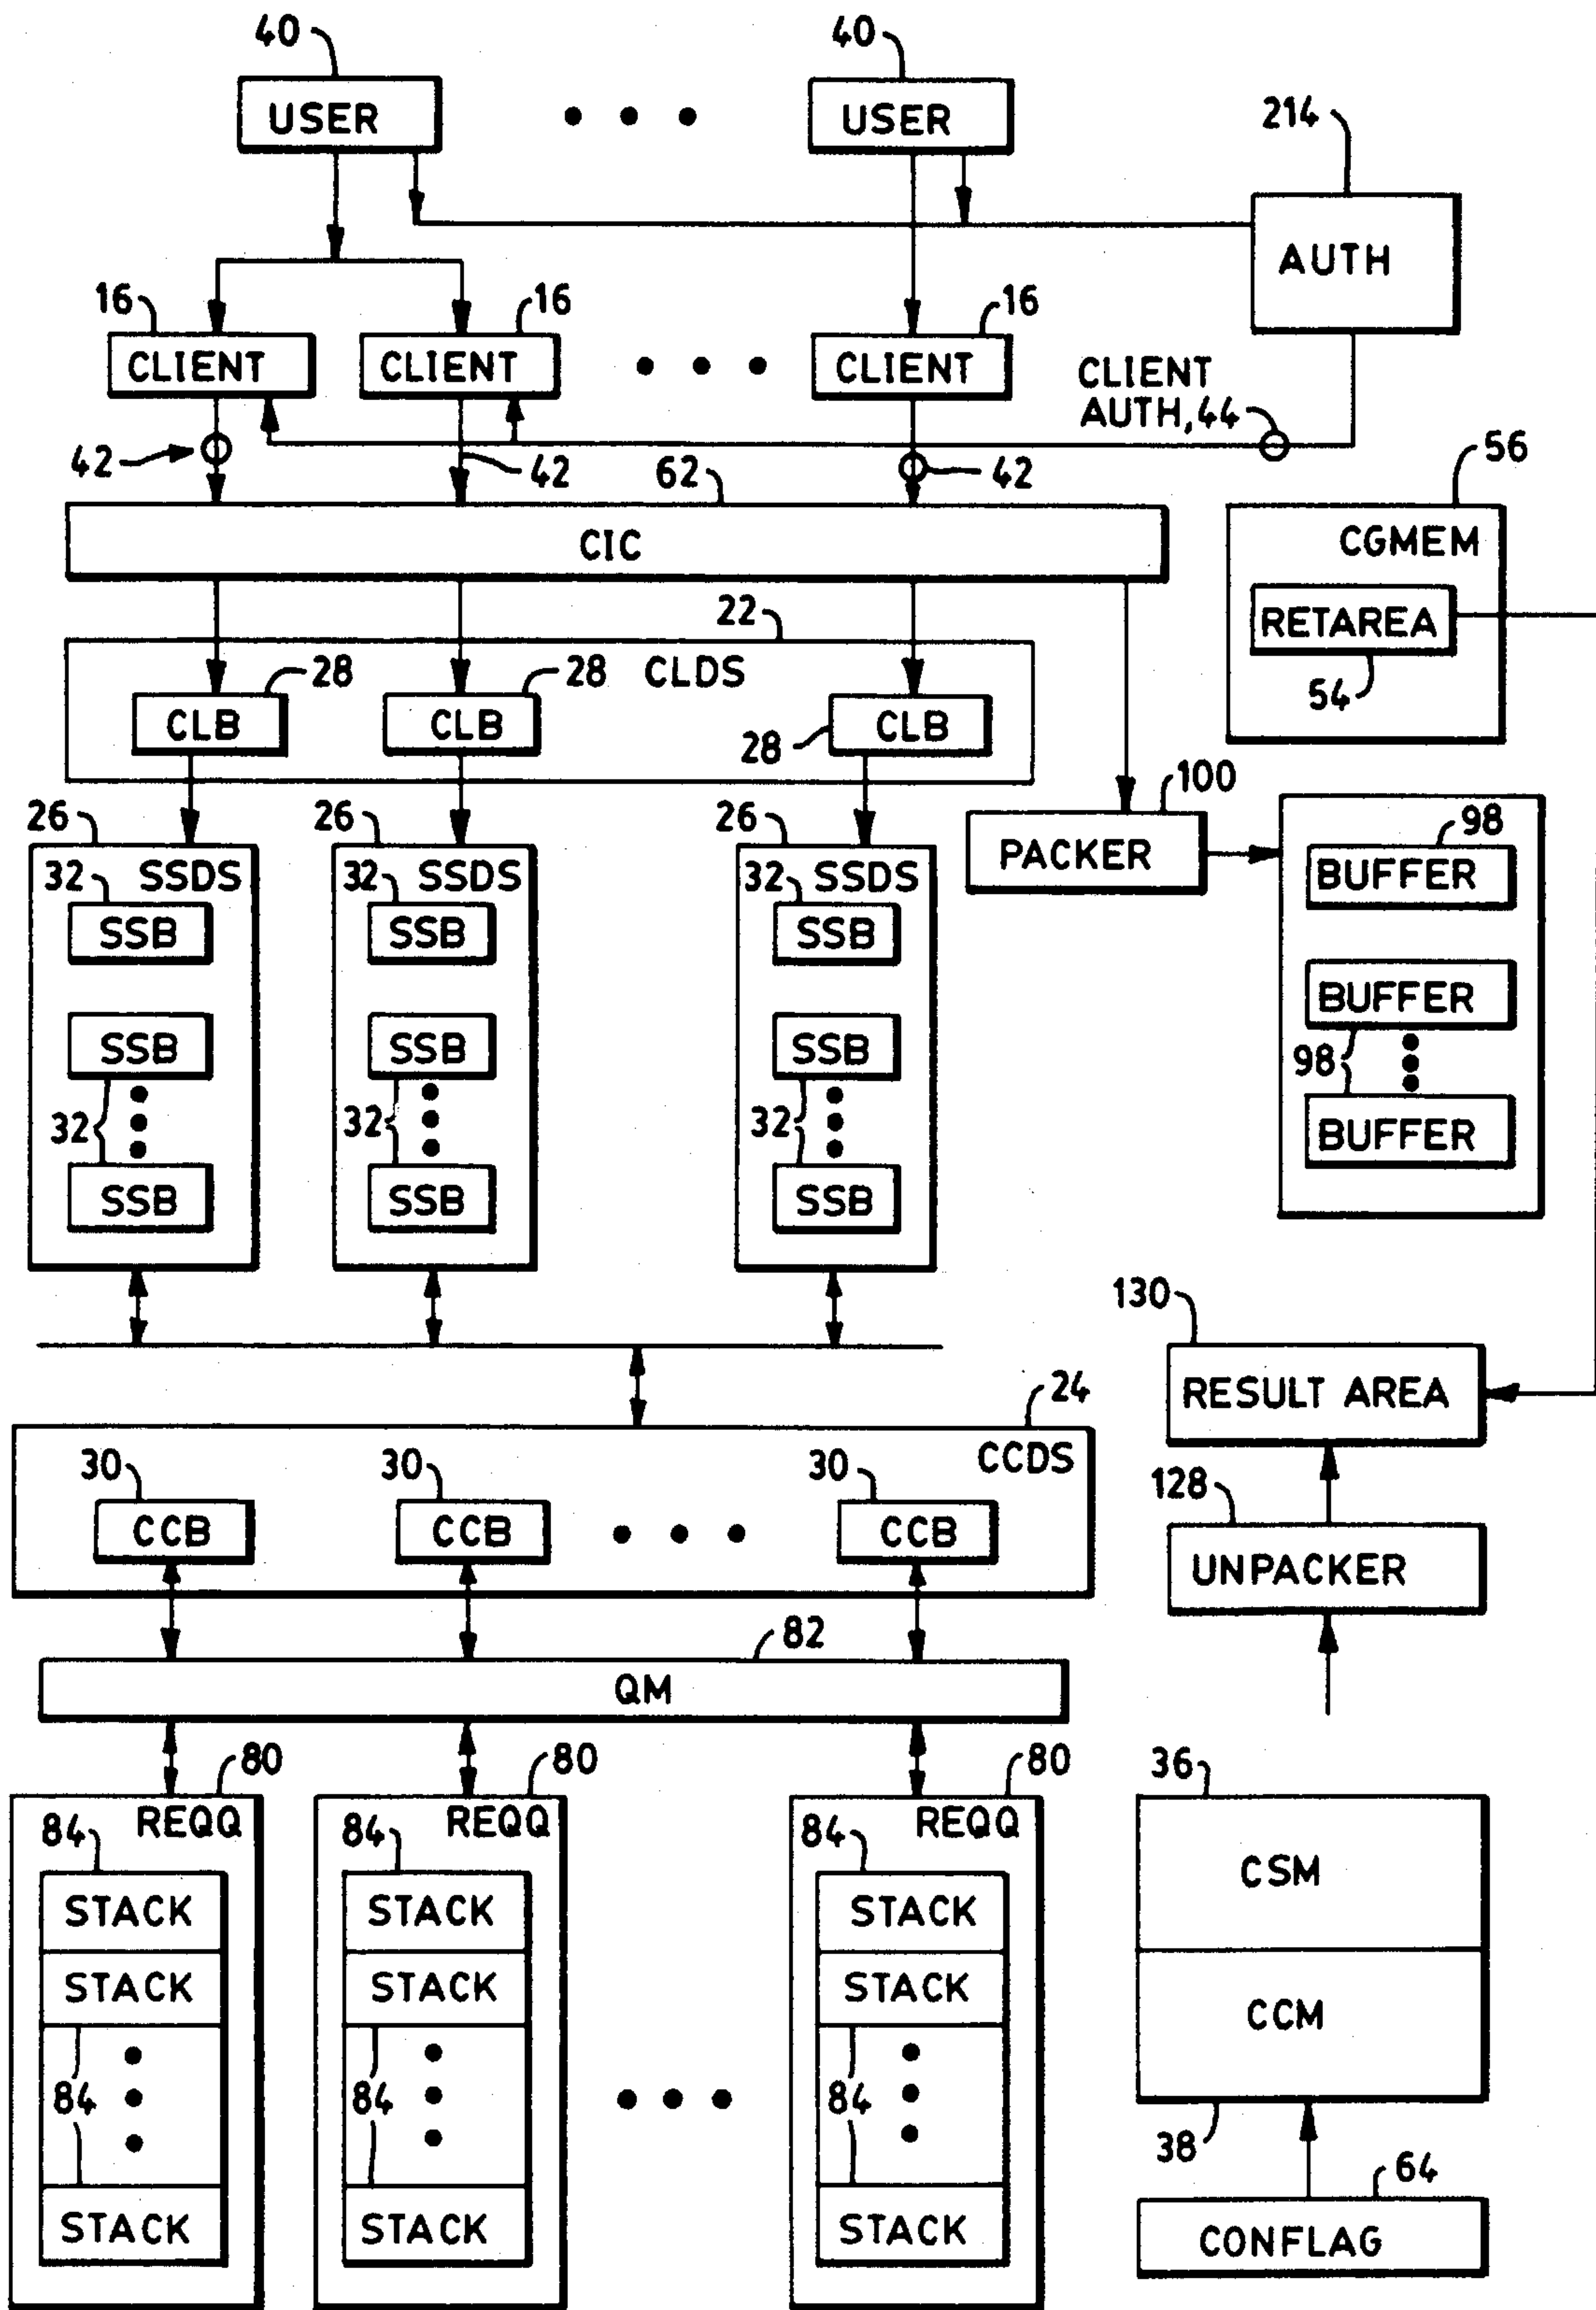 40 40
USER USER 214
AUTH
16 16 16
CLIENT CLIENT CLIENT CLIENT
AUTH,44
42 42 62 42 56
CIC CGMEM
RETAREA
54
22
28 28 CLDS
CLB CLB 28 CLB
100
26 26 26 PACKER 98
32 SSDS 32 SSDS 32 SSDS BUFFER
SSB SSB SSB
BUFFER
SSB SSB SSB
98
32 32 32 BUFFER
SSB SSB SSB
130
RESULT AREA
24
CCDS
30 30 30
CCB CCB CCB
128
UNPACKER
82
QM
80 80 80 36
REQQ REQQ REQQ
84 84 84
CSM
STACK STACK STACK
STACK STACK STACK
CCM
84 84 84
38
64
STACK STACK STACK
CONFLAG